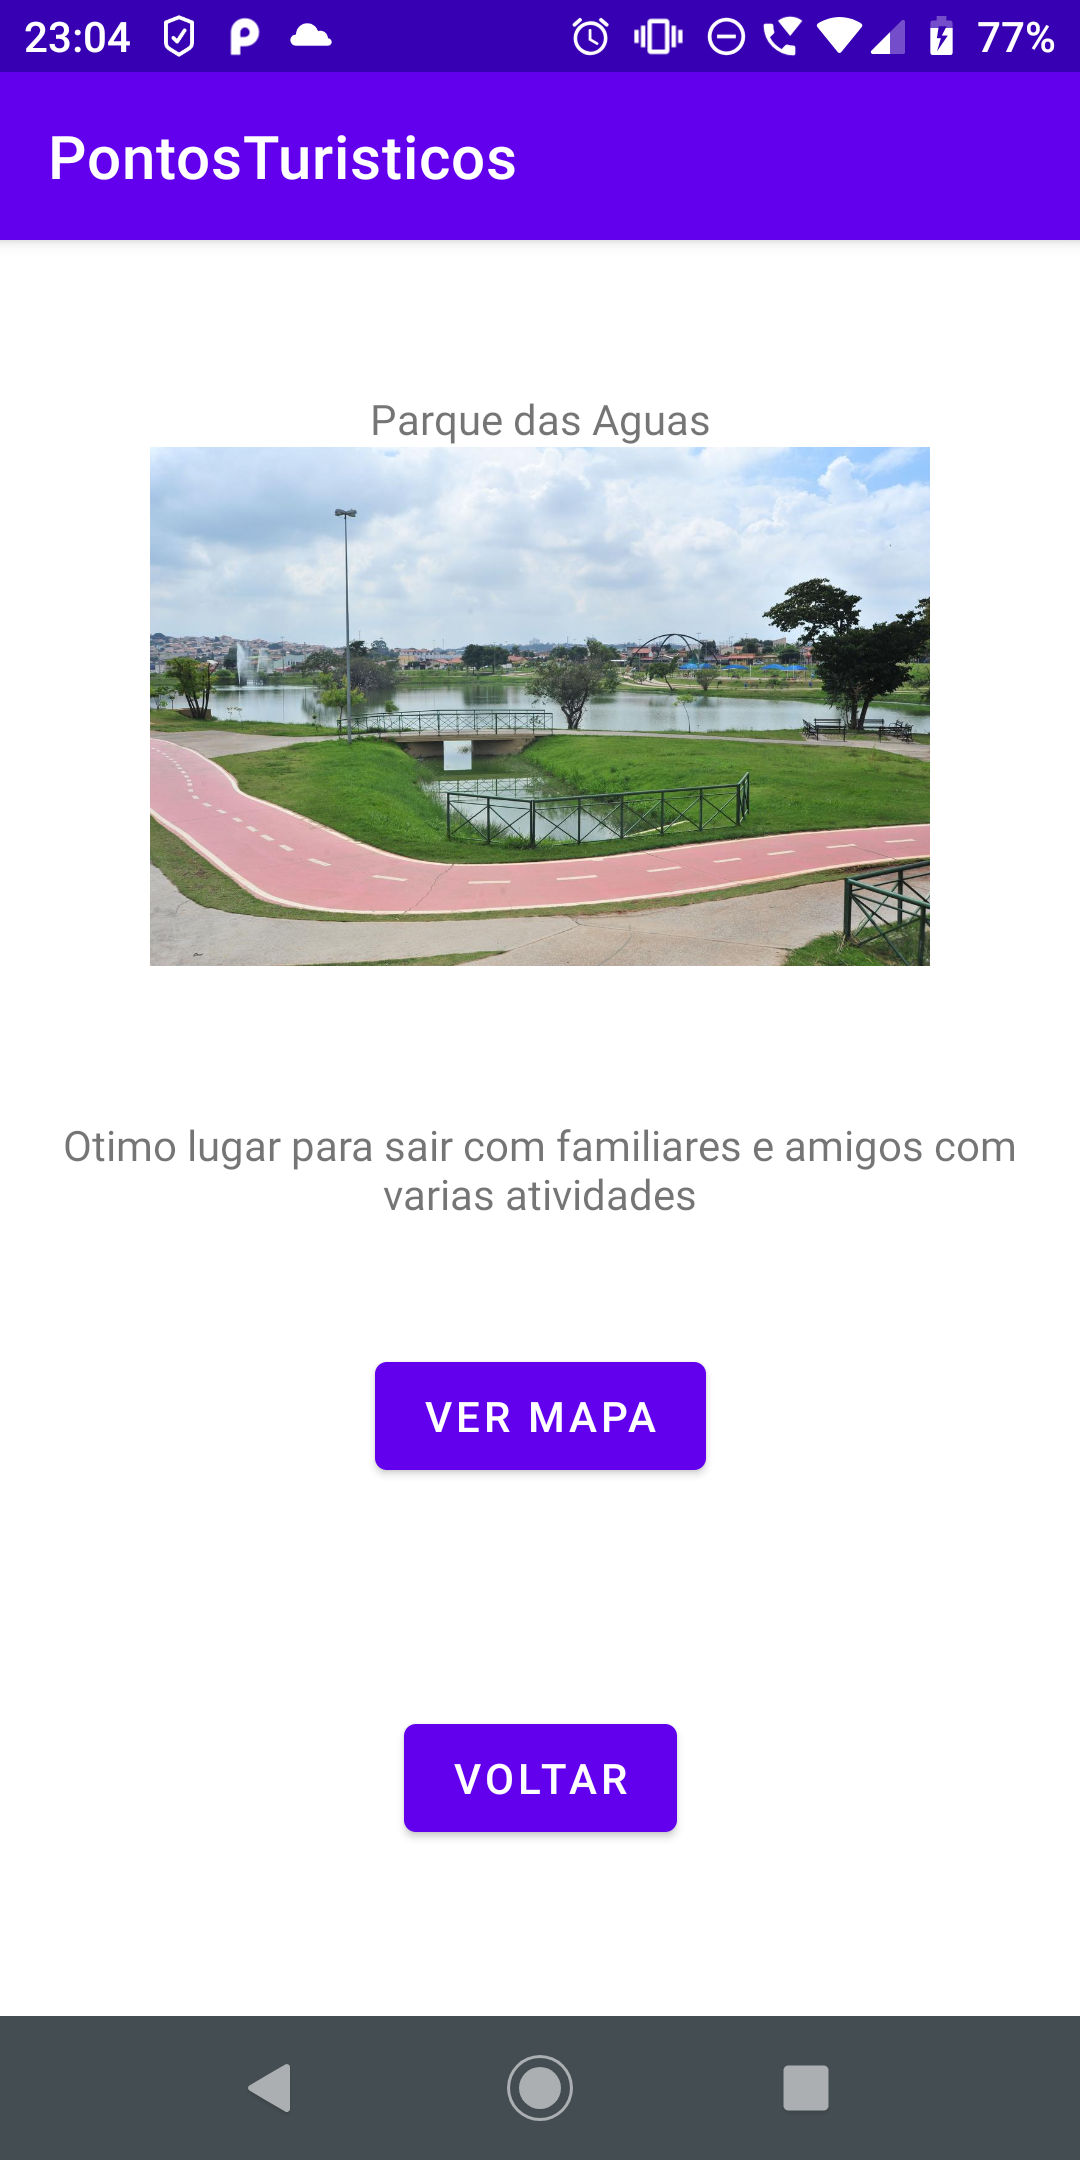 23:04
77%
PontosTuristicos
Parque das Aguas
Otimo lugar para sair com familiares e amigos com
varias atividades
VER MAPA
VOLTAR